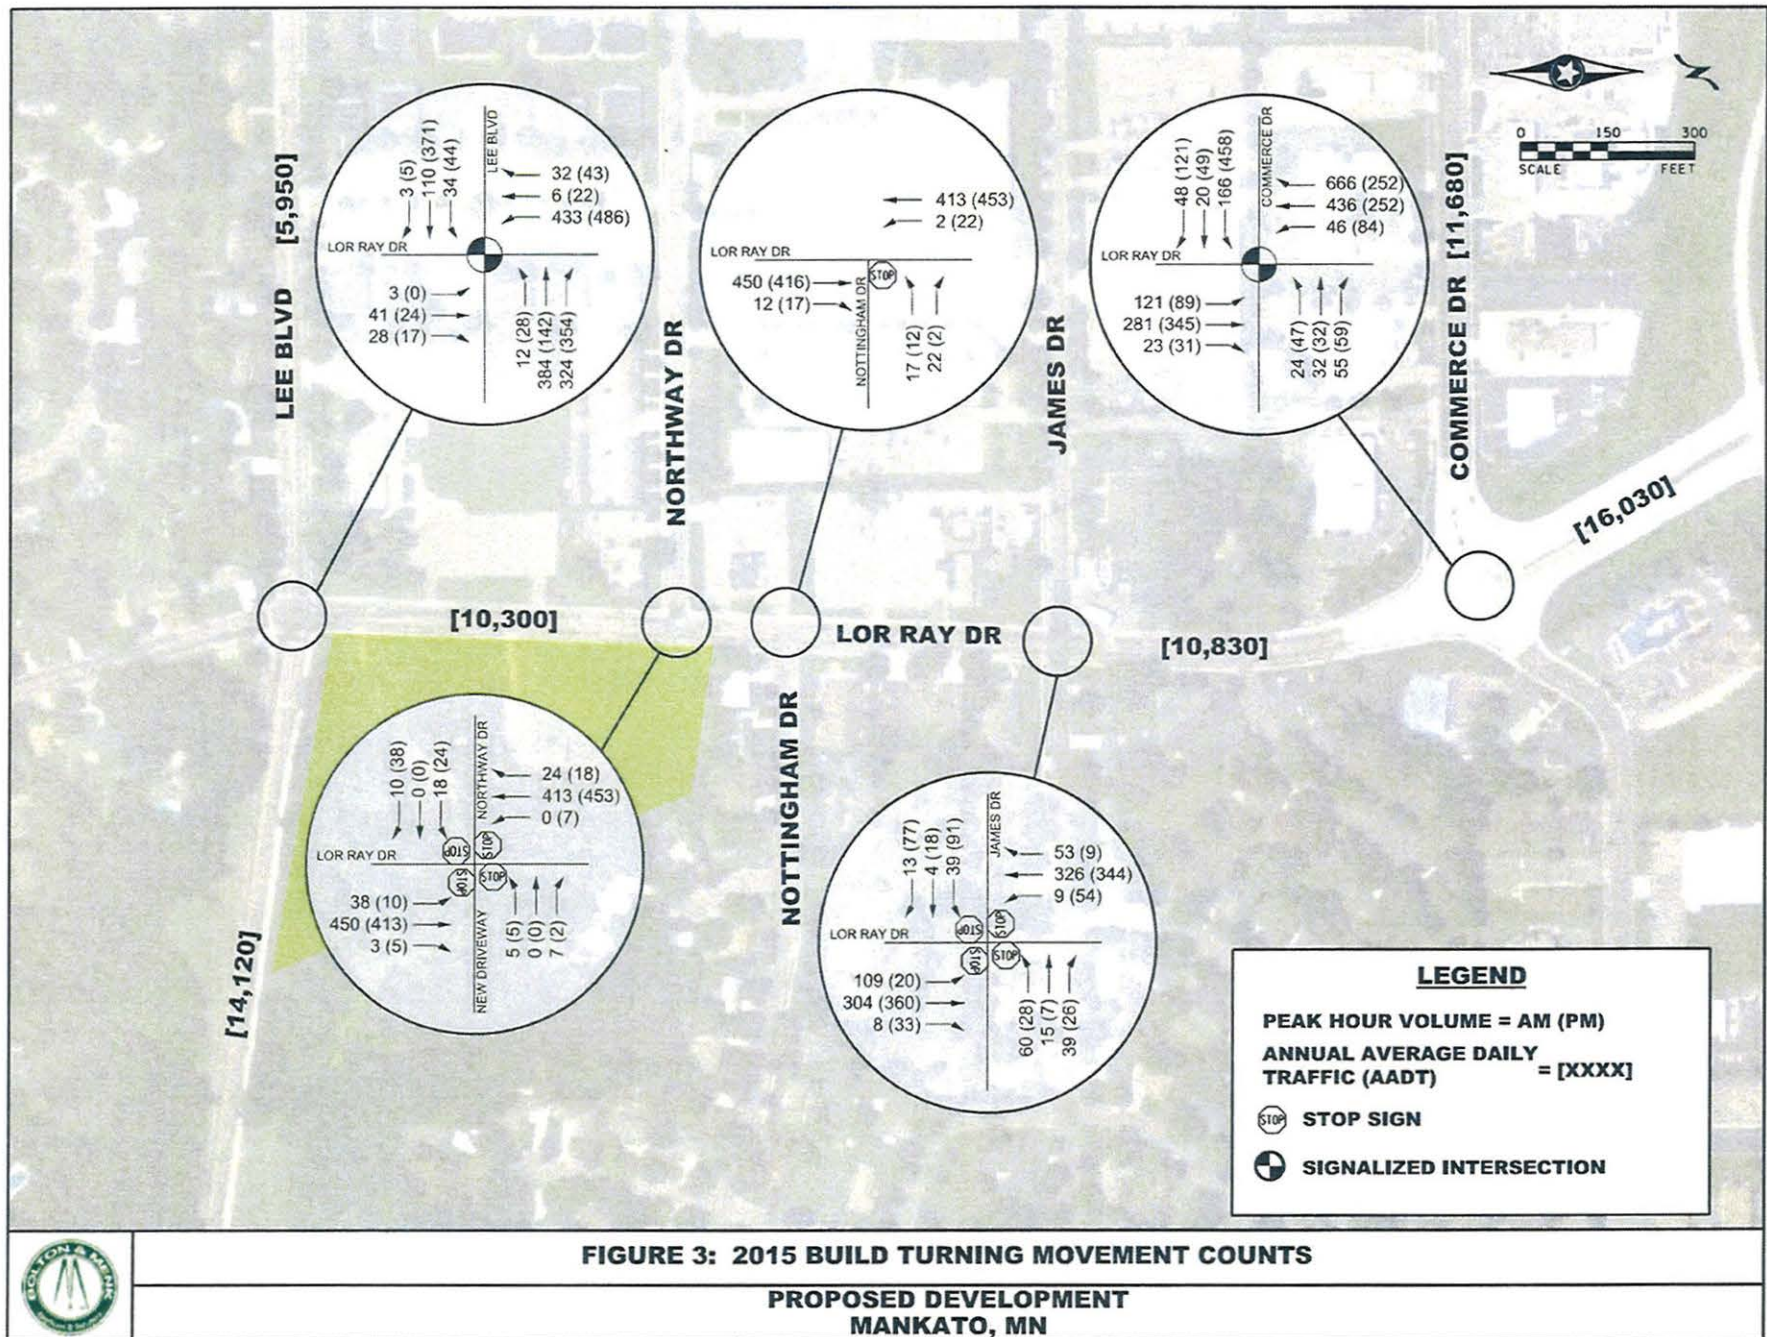 LEE BLVD [5,950]
3 (5)
110 (371)
34 (44)
LEE BLVD
32 (43)
6 (22)
433 (486)
LOR RAY DR
3 (0)
41 (24)
28 (17)
12 (28)
384 (142)
324 (354)
413 (453)
2 (22)
LOR RAY DR
STOP
450 (416)
12 (17)
NOTTINGHAM DR
17 (12)
22 (2)
48 (121)
20 (49)
166 (458)
COMMERCE DR
666 (252)
436 (252)
46 (84)
LOR RAY DR
121 (89)
281 (345)
23 (31)
24 (47)
32 (32)
55 (59)
0 150 300
SCALE FEET
N
NORTHWAY DR
JAMES DR
COMMERCE DR [11,680]
[16,030]
[10,300]
LOR RAY DR
[10,830]
NOTTINGHAM DR
[14,120]
10 (38)
0 (0)
18 (24)
NORTHWAY DR
24 (18)
413 (453)
0 (7)
LOR RAY DR
STOP
STOP
STOP
STOP
38 (10)
450 (413)
3 (5)
NEW DRIVEWAY
5 (5)
0 (0)
7 (2)
13 (77)
4 (18)
39 (91)
JAMES DR
53 (9)
326 (344)
9 (54)
LOR RAY DR
STOP
STOP
STOP
STOP
109 (20)
304 (360)
8 (33)
60 (28)
15 (7)
39 (26)
LEGEND
PEAK HOUR VOLUME = AM (PM)
ANNUAL AVERAGE DAILY
TRAFFIC (AADT) = [XXXX]
STOP STOP SIGN
SIGNALIZED INTERSECTION
BOLTON & MENK
FIGURE 3: 2015 BUILD TURNING MOVEMENT COUNTS
PROPOSED DEVELOPMENT
MANKATO, MN